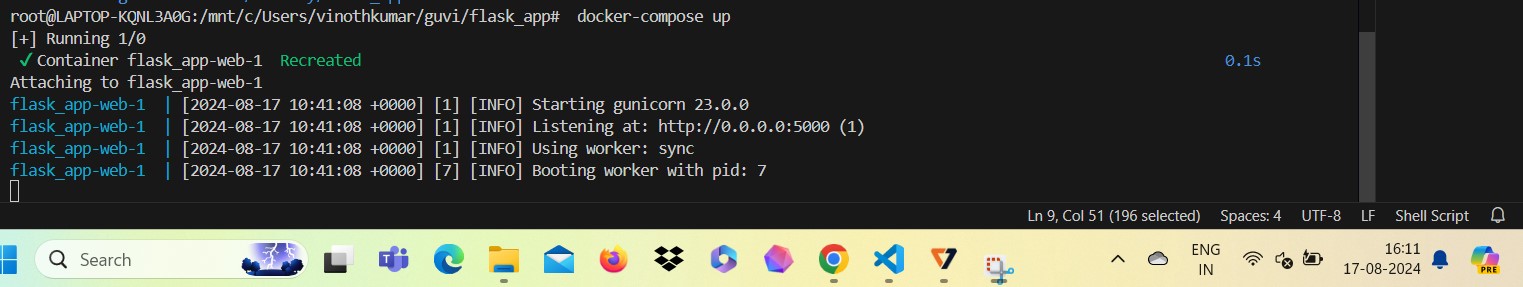 root@LAPTOP-KQNL3A0G:/mnt/c/Users/vinothkumar/guvi/flask_app#  docker-compose up
[+] Running 1/0
✓ Container flask_app-web-1  Recreated 0.1s
Attaching to flask_app-web-1
flask_app-web-1  | [2024-08-17 10:41:08 +0000] [1] [INFO] Starting gunicorn 23.0.0
flask_app-web-1  | [2024-08-17 10:41:08 +0000] [1] [INFO] Listening at: http://0.0.0.0:5000 (1)
flask_app-web-1  | [2024-08-17 10:41:08 +0000] [1] [INFO] Using worker: sync
flask_app-web-1  | [2024-08-17 10:41:08 +0000] [7] [INFO] Booting worker with pid: 7
Ln 9, Col 51 (196 selected) Spaces: 4 UTF-8 LF Shell Script
Search ENG 16:11
IN 17-08-2024 PRE